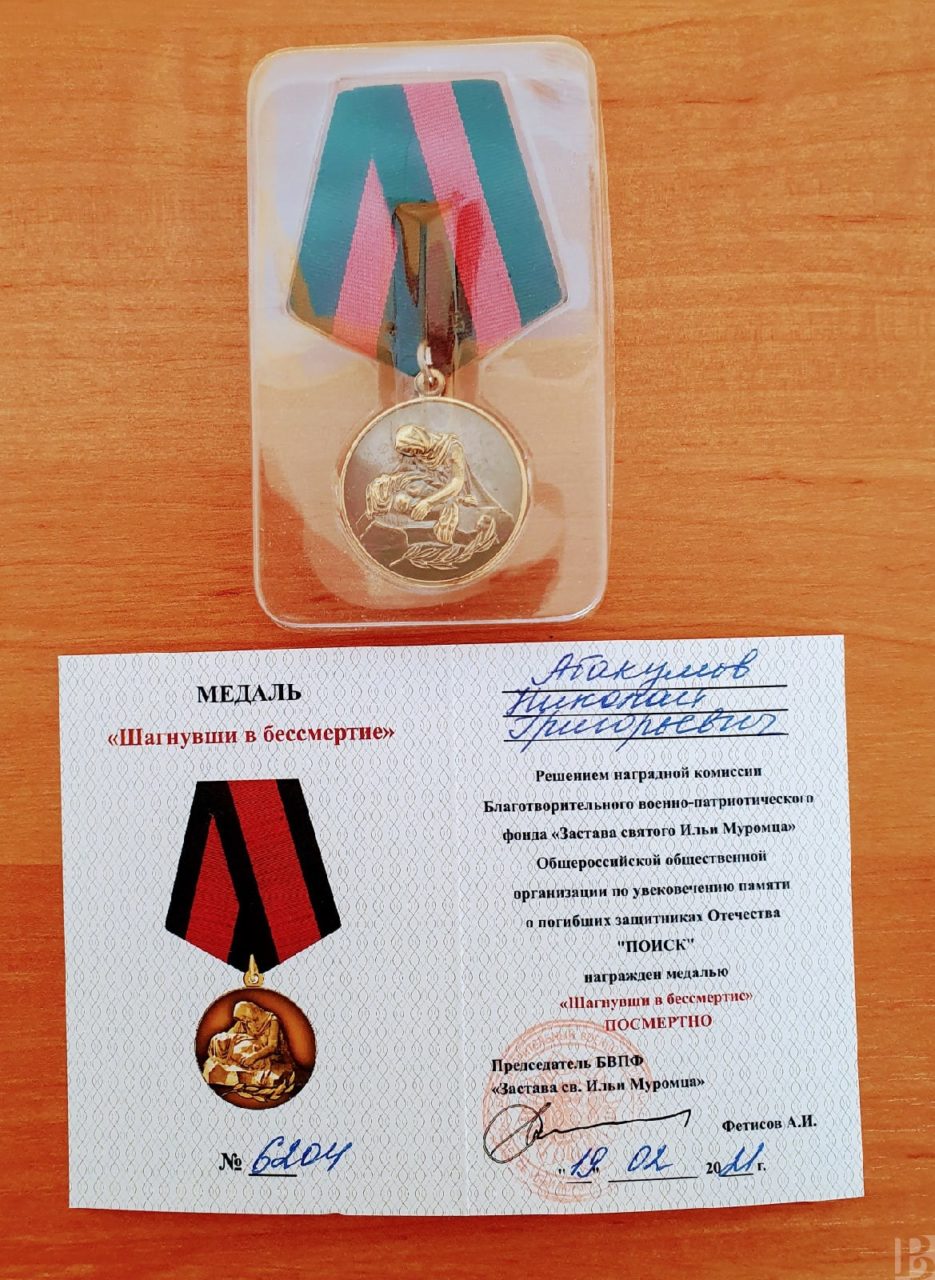 МЕДАЛЬ
«Шагнувши в бессмертие»
№ 6204
Абакумов
Николай
Григорьевич
Решением наградной комиссии
Благотворительного военно-патриотического
фонда «Застава святого Ильи Муромца»
Общероссийской общественной
организации по увековечению памяти
о погибших защитниках Отечества
"ПОИСК"
награжден медалью
«Шагнувши в бессмертие»
ПОСМЕРТНО
Председатель БВПФ
«Застава св. Ильи Муромца»
Фетисов А.И.
"19" 02 2021 г.